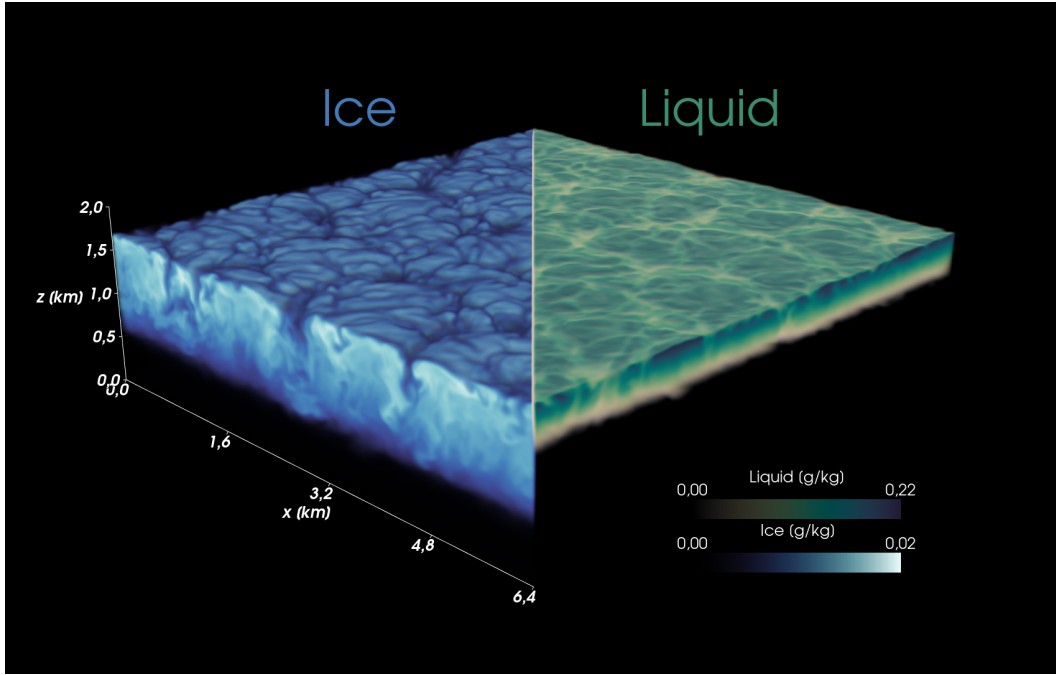 Ice
Liquid
2,0
1,5
z (km)
1,0
0,5
0,0
0,0
1,6
3,2
x (km)
4,8
6,4
Liquid (g/kg)
0,00
0,22
Ice (g/kg)
0,00
0,02